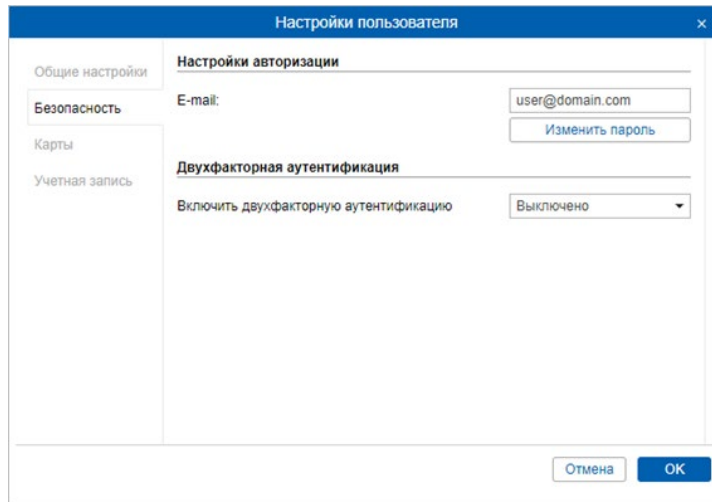 Настройки пользователя
×
Общие настройки
Безопасность
Карты
Учетная запись
Настройки авторизации
E-mail:
user@domain.com
Изменить пароль
Двухфакторная аутентификация
Включить двухфакторную аутентификацию
Выключено
Отмена
OK